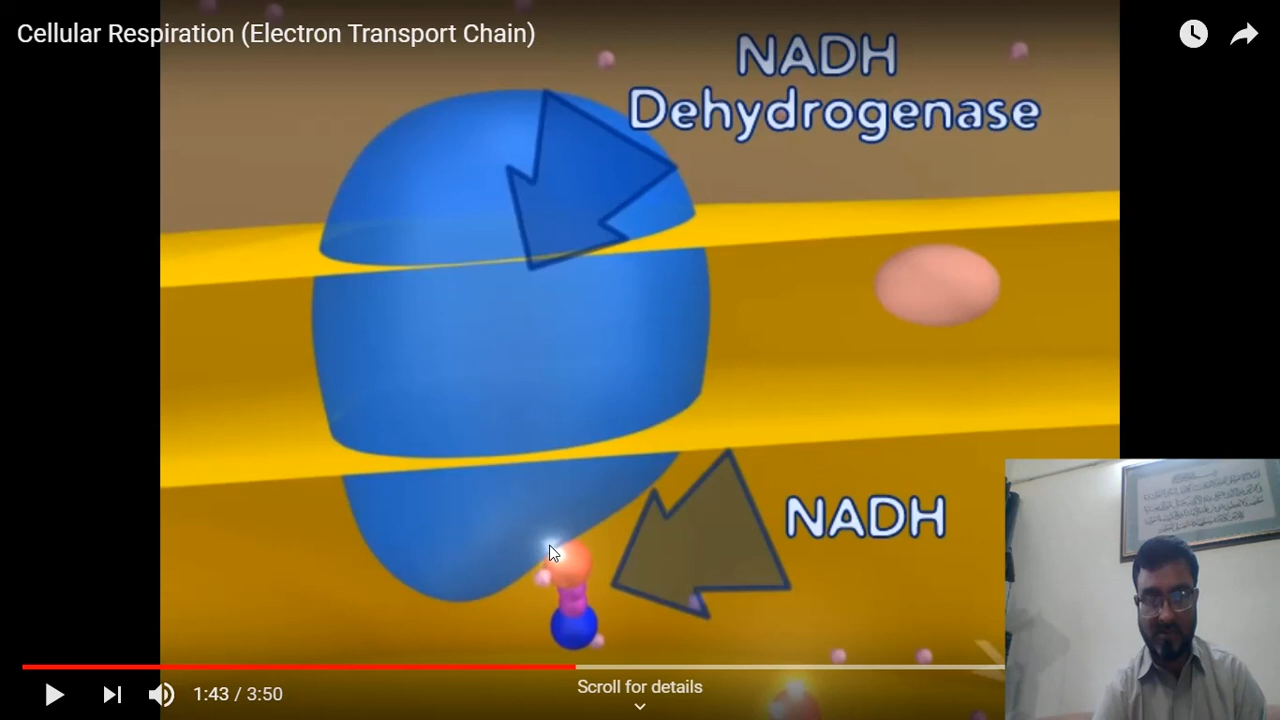 Cellular Respiration (Electron Transport Chain)
NADH
Dehydrogenase
NADH
1:43 / 3:50
Scroll for details